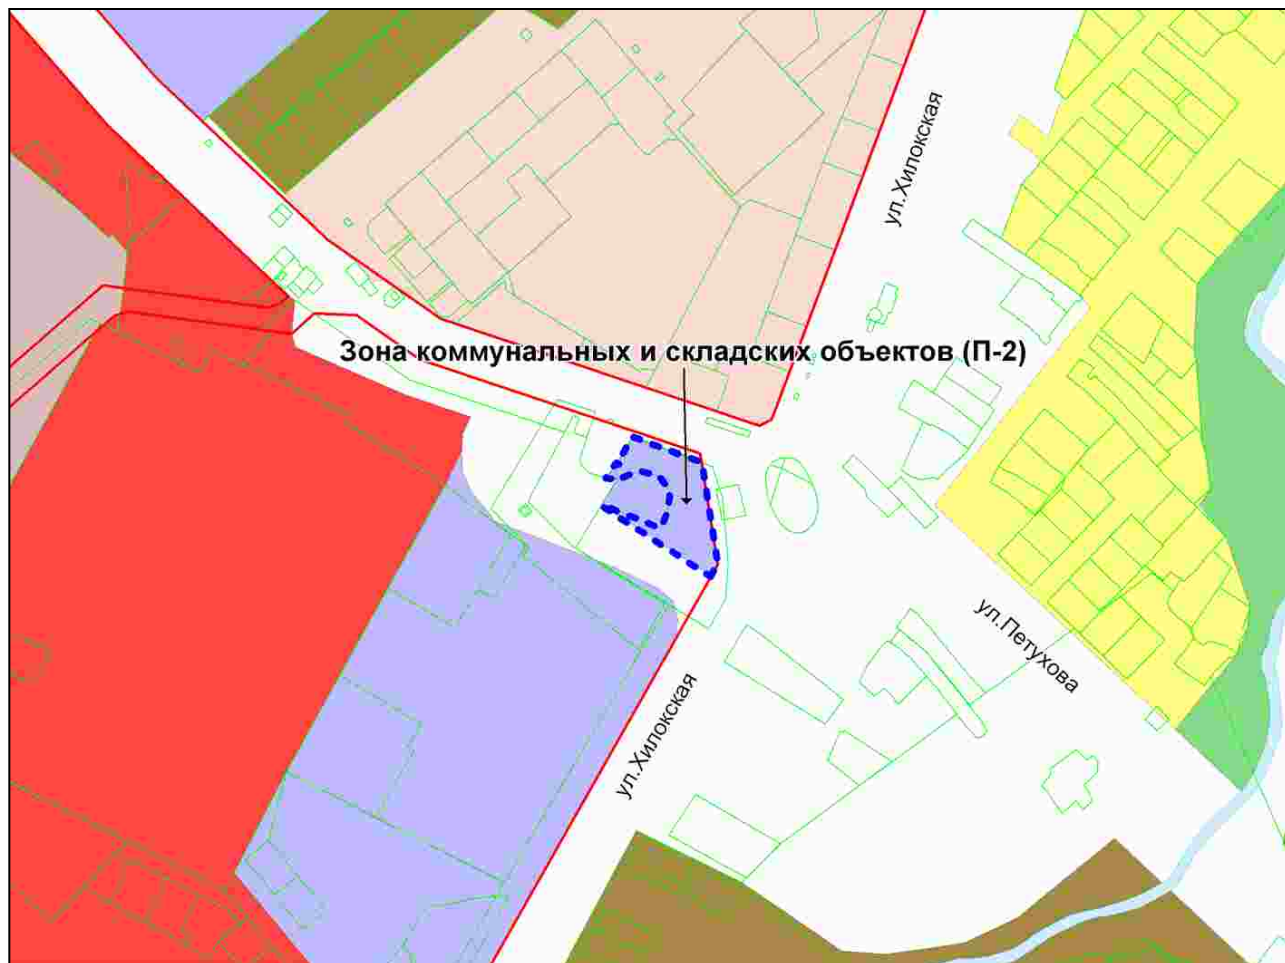 ул.Хилокская
Зона коммунальных и складских объектов (П-2)
ул.Петухова
ул.Хилокская